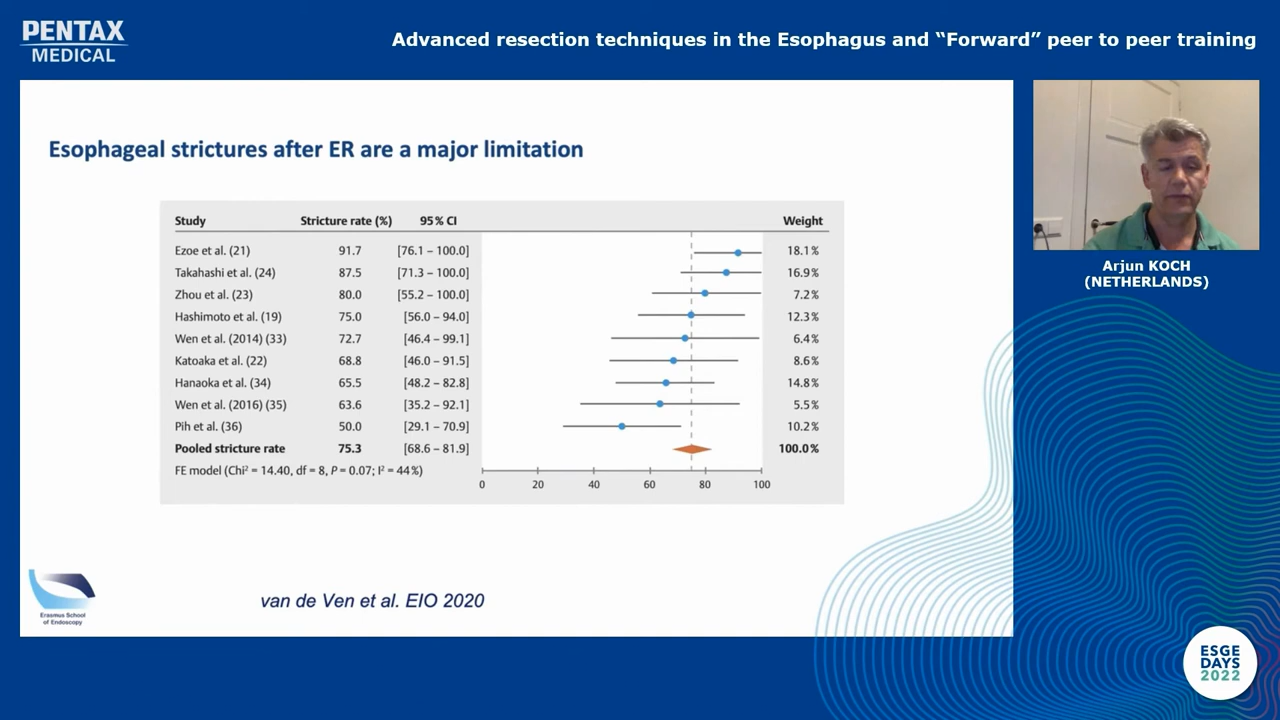 PENTAX
MEDICAL
Advanced resection techniques in the Esophagus and “Forward” peer to peer training
Esophageal strictures after ER are a major limitation
Study Stricture rate (%) 95% CI Weight
Ezoe et al. (21) 91.7 [76.1 – 100.0] 18.1%
Takahashi et al. (24) 87.5 [71.3 – 100.0] 16.9%
Zhou et al. (23) 80.0 [55.2 – 100.0] 7.2%
Hashimoto et al. (19) 75.0 [56.0 – 94.0] 12.3%
Wen et al. (2014) (33) 72.7 [46.4 – 99.1] 6.4%
Katoaka et al. (22) 68.8 [46.0 – 91.5] 8.6%
Hanaoka et al. (34) 65.5 [48.2 – 82.8] 14.8%
Wen et al. (2016) (35) 63.6 [35.2 – 92.1] 5.5%
Pih et al. (36) 50.0 [29.1 – 70.9] 10.2%
Pooled stricture rate 75.3 [68.6 – 81.9] 100.0%
FE model (Chi² = 14.40, df = 8, P = 0.07; I² = 44%)
0 20 40 60 80 100
van de Ven et al. EIO 2020
Erasmus School
of Endoscopy
Arjun KOCH
(NETHERLANDS)
ESGE
DAYS
2022